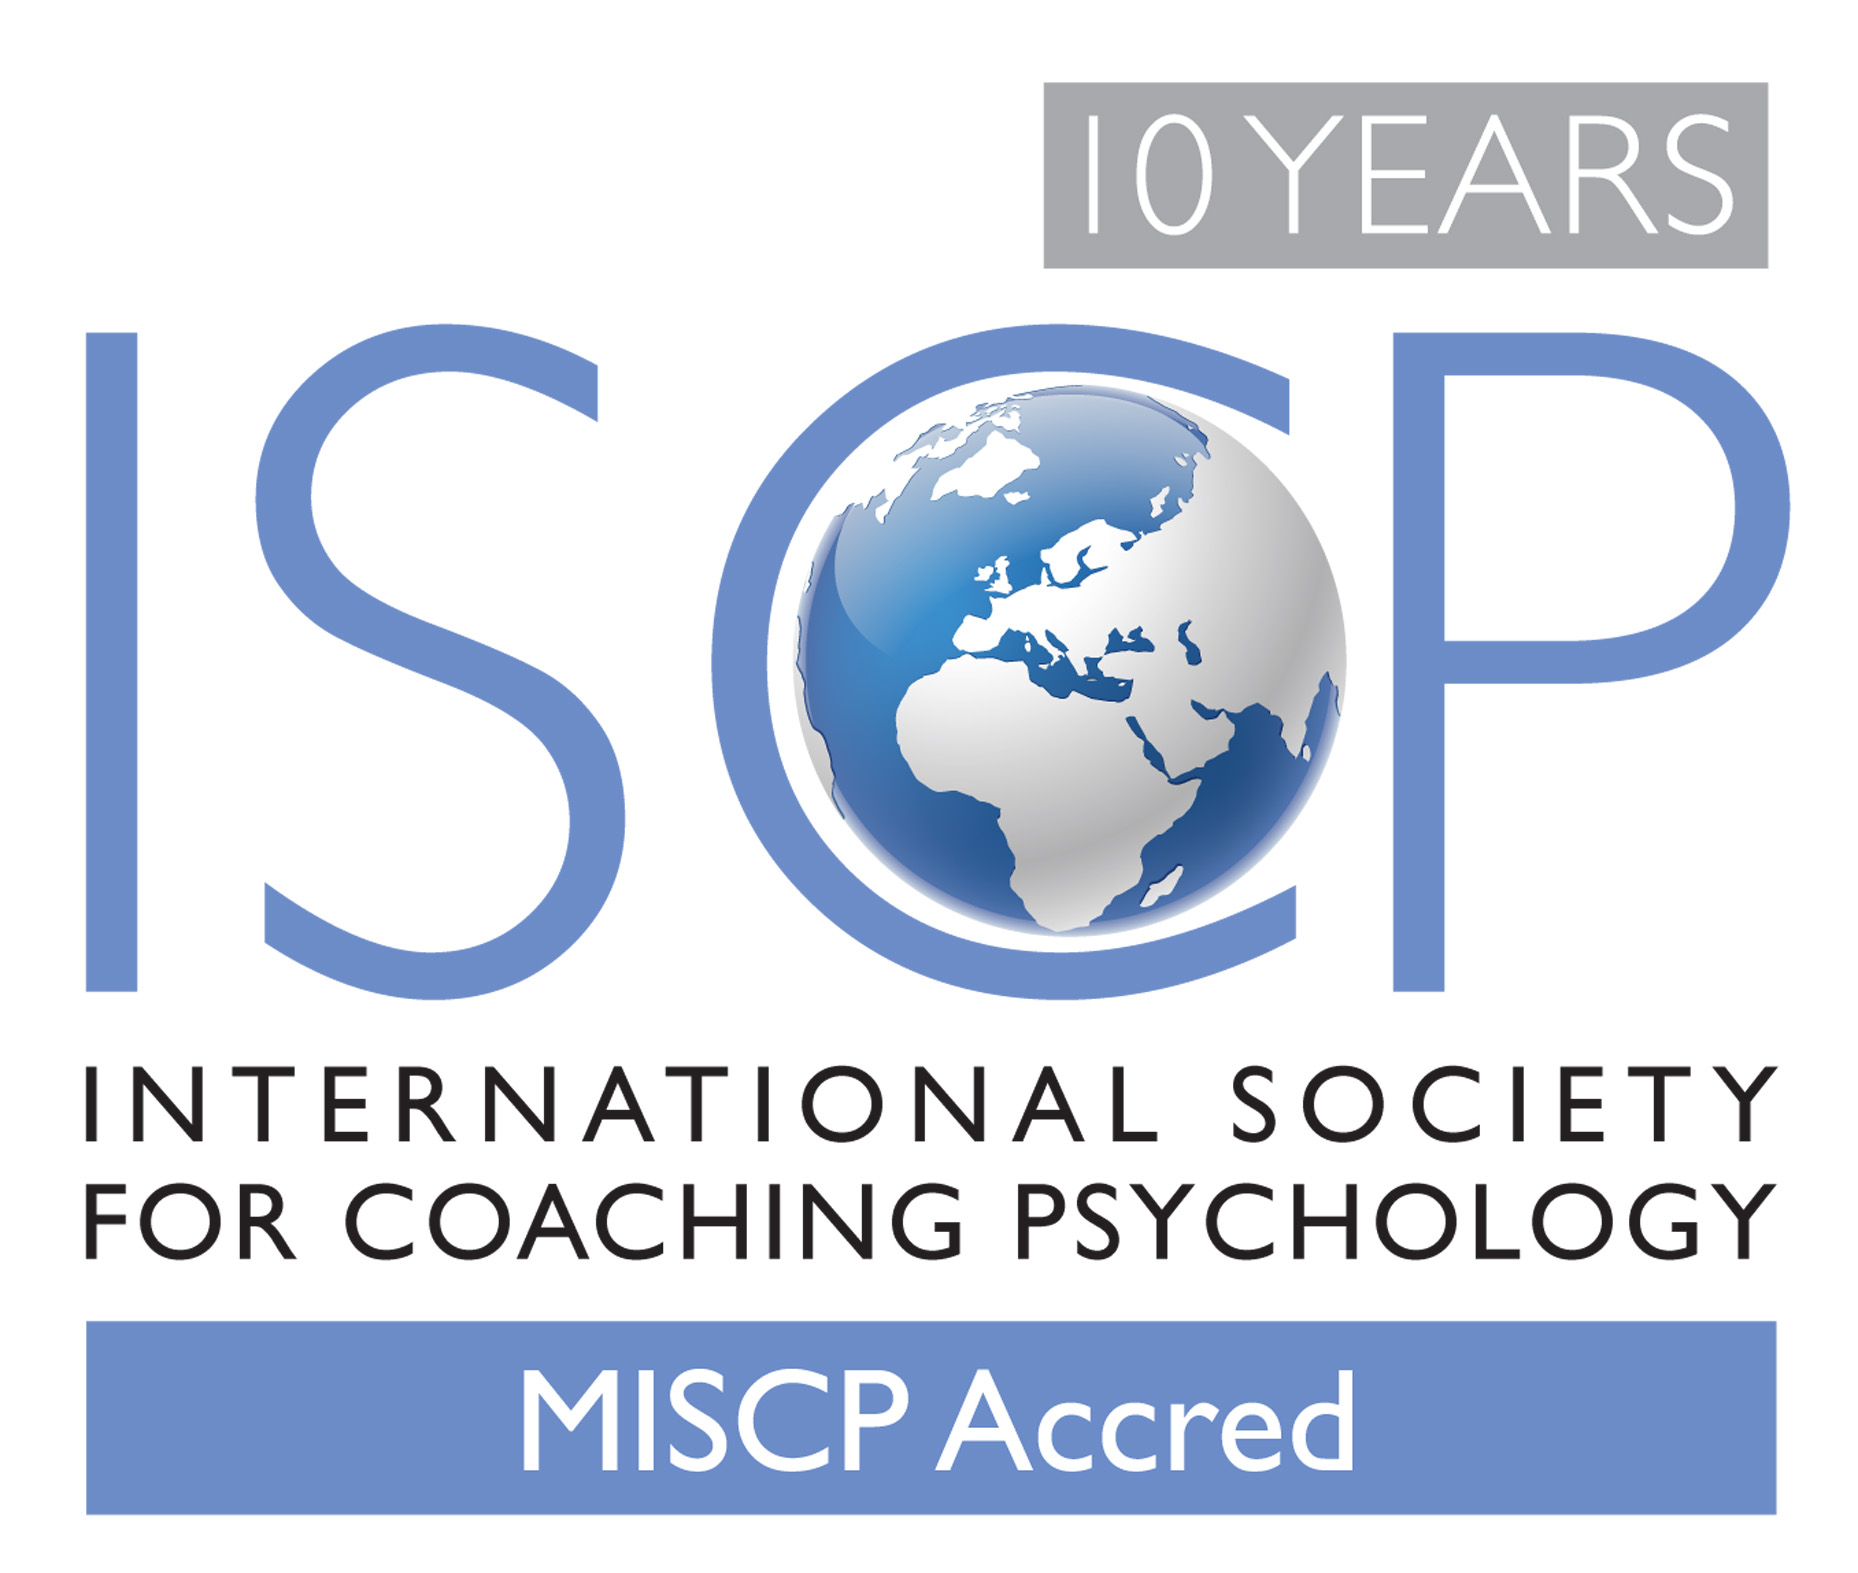 10 YEARS
ISCP
INTERNATIONAL SOCIETY
FOR COACHING PSYCHOLOGY
MISCP Accred